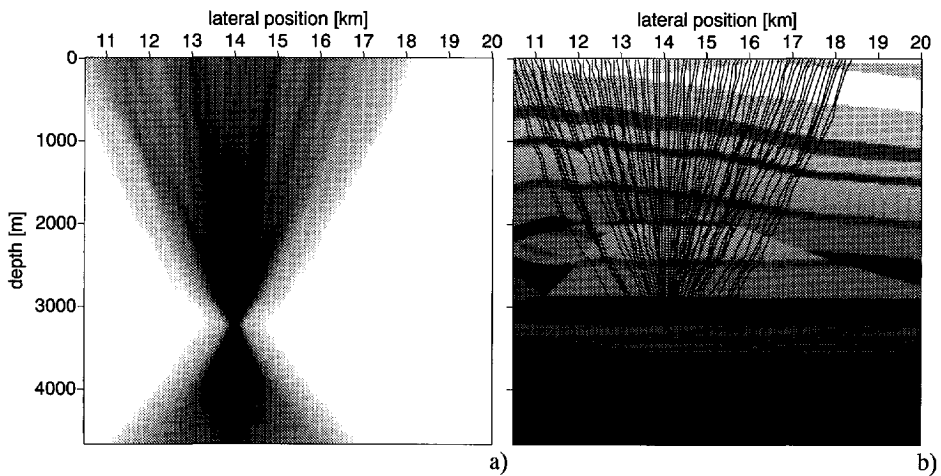 lateral position [km]
11 12 13 14 15 16 17 18 19 20
lateral position [km]
11 12 13 14 15 16 17 18 19 20
depth [m]
0
1000
2000
3000
4000
a)
b)